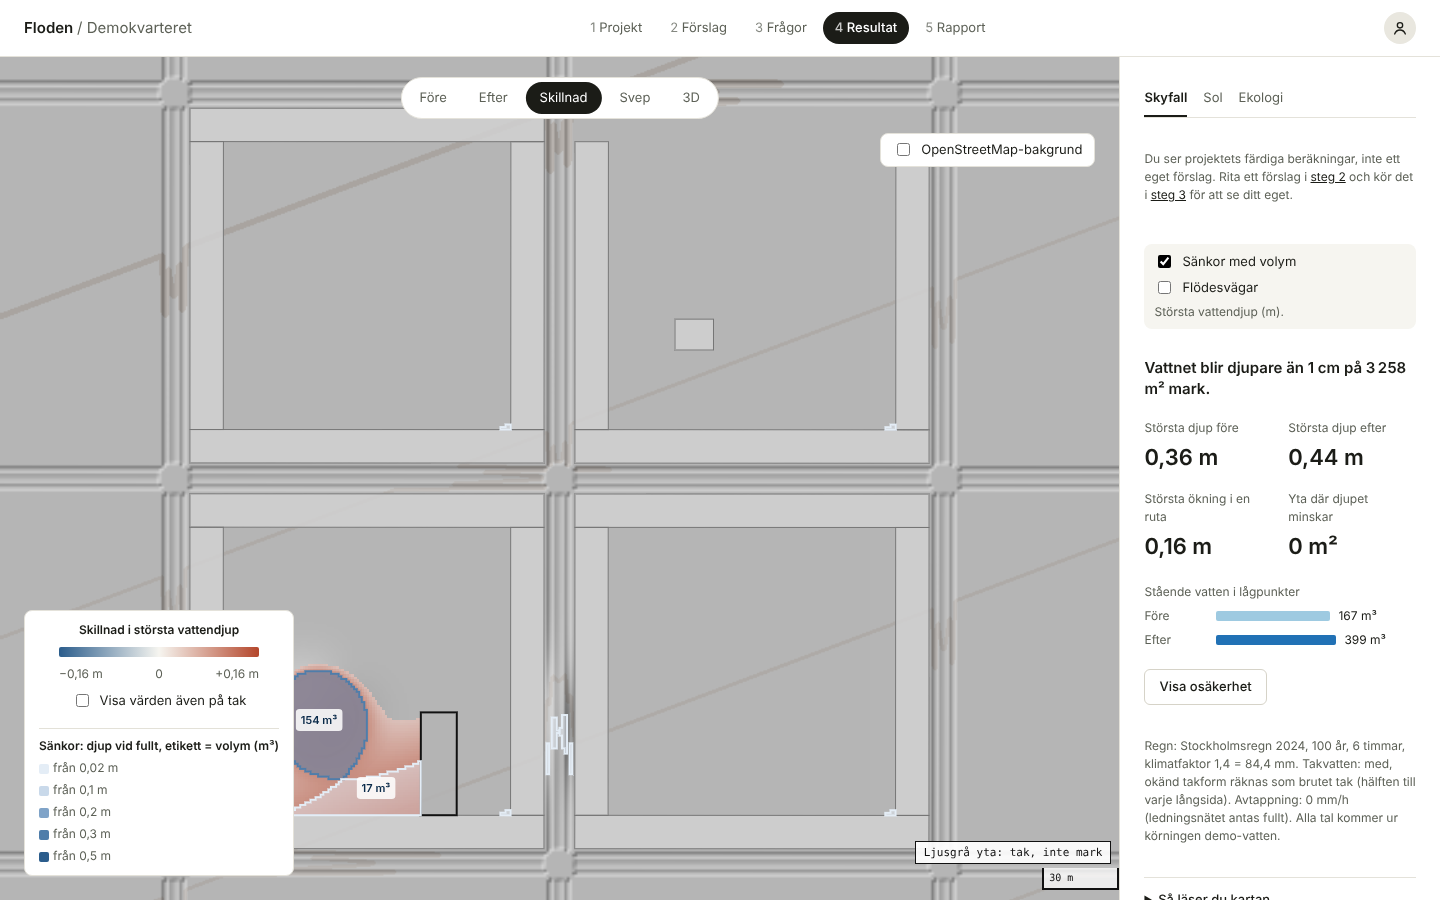 Floden / Demokvarteret
1 Projekt
2 Förslag
3 Frågor
4 Resultat
5 Rapport
Före
Efter
Skillnad
Svep
3D
OpenStreetMap-bakgrund
Skyfall
Sol
Ekologi
Du ser projektets färdiga beräkningar, inte ett
eget förslag. Rita ett förslag i steg 2 och kör det
i steg 3 för att se ditt eget.
Sänkor med volym
Flödesvägar
Största vattendjup (m).
Vattnet blir djupare än 1 cm på 3 258
m² mark.
Största djup före
0,36 m
Största djup efter
0,44 m
Största ökning i en
ruta
0,16 m
Yta där djupet
minskar
0 m²
Stående vatten i lågpunkter
Före 167 m³
Efter 399 m³
Visa osäkerhet
Regn: Stockholmsregn 2024, 100 år, 6 timmar,
klimatfaktor 1,4 = 84,4 mm. Takvatten: med,
okänd takform räknas som brutet tak (hälften till
varje långsida). Avtappning: 0 mm/h
(ledningsnätet antas fullt). Alla tal kommer ur
körningen demo-vatten.
Så läser du kartan
Skillnad i största vattendjup
−0,16 m
0
+0,16 m
Visa värden även på tak
Sänkor: djup vid fullt, etikett = volym (m³)
från 0,02 m
från 0,1 m
från 0,2 m
från 0,3 m
från 0,5 m
154 m³
17 m³
Ljusgrå yta: tak, inte mark
30 m